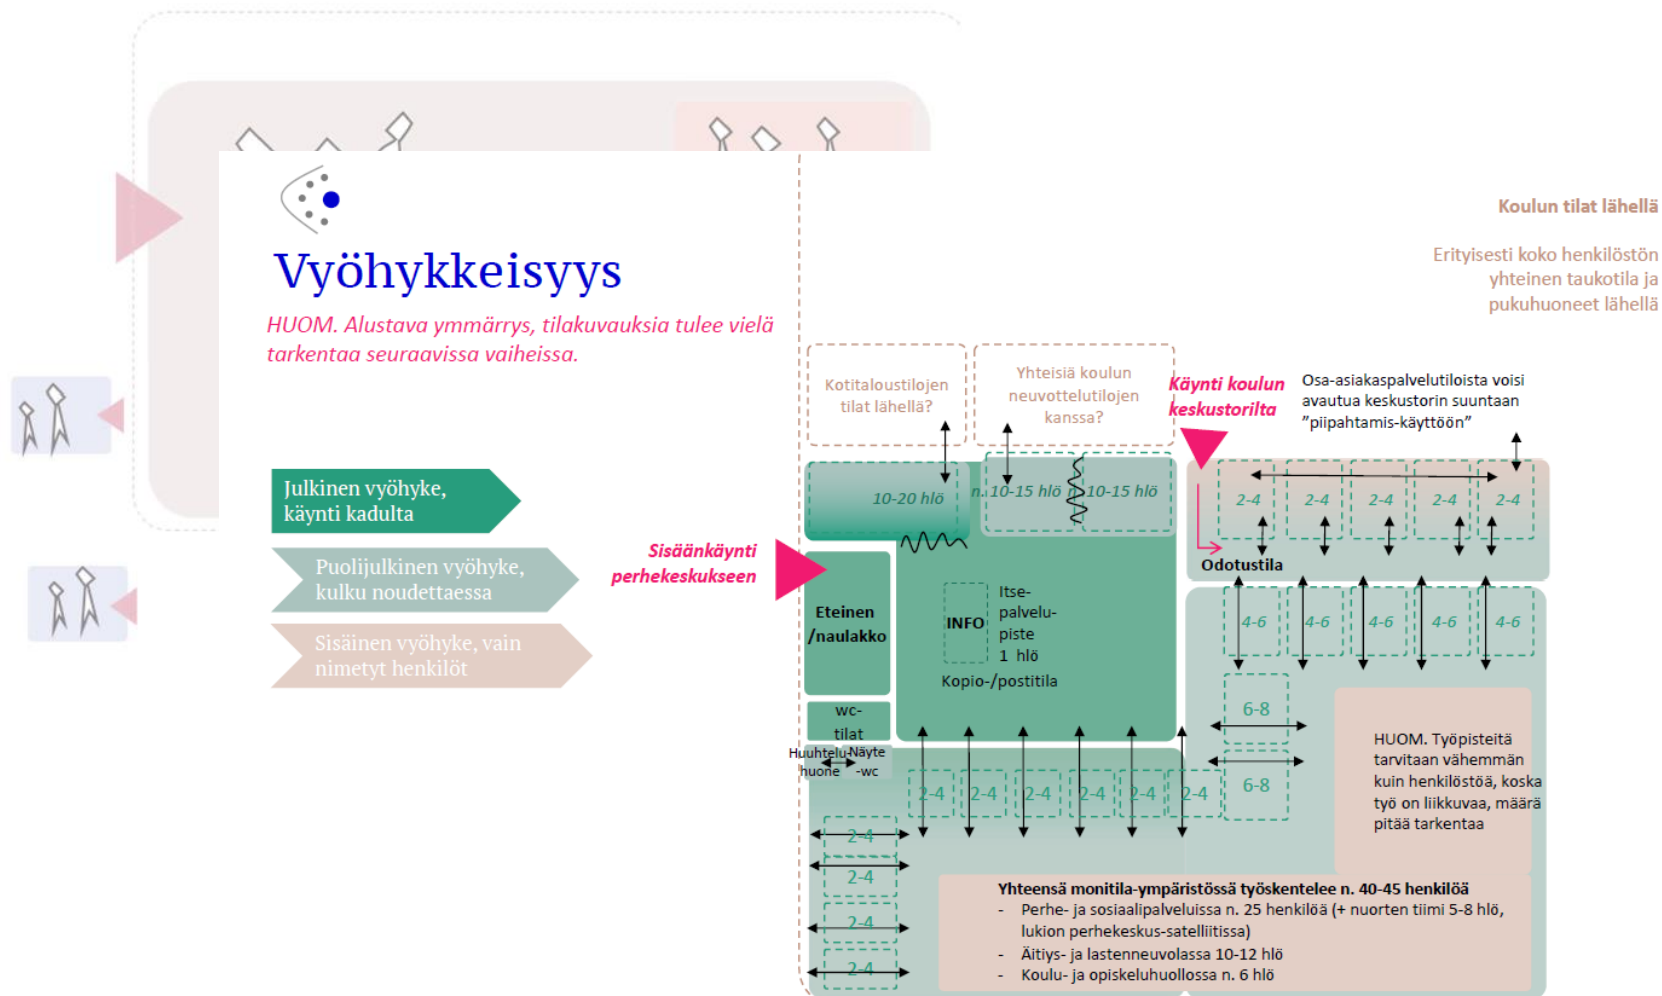 Vyöhykkeisyys
HUOM. Alustava ymmärrys, tilakuvauksia tulee vielä
tarkentaa seuraavissa vaiheissa.
Julkinen vyöhyke,
käynti kadulta
Puolijulkinen vyöhyke,
kulku noudettaessa
Sisäinen vyöhyke, vain
nimetyt henkilöt
Koulun tilat lähellä
Erityisesti koko henkilöstön
yhteinen taukotila ja
pukuhuoneet lähellä
Kotitaloustilojen
tilat lähellä?
Yhteisiä koulun
neuvottelutilojen
kanssa?
Käynti koulun
keskustorilta
Osa-asiakaspalvelutiloista voisi
avautua keskustorin suuntaan
”piipahtamis-käyttöön”
10-20 hlö
n. 10-15 hlö
10-15 hlö
2-4
2-4
2-4
2-4
2-4
Sisäänkäynti
perhekeskukseen
Odotustila
Eteinen
/naulakko
INFO
Itse-
palvelu-
piste
1 hlö
Kopio-/postitila
4-6
4-6
4-6
4-6
4-6
wc-
tilat
Huuhtelu-
huone
Näyte
-wc
6-8
6-8
2-4
2-4
2-4
2-4
2-4
2-4
2-4
2-4
2-4
2-4
HUOM. Työpisteitä
tarvitaan vähemmän
kuin henkilöstöä, koska
työ on liikkuvaa, määrä
pitää tarkentaa
Yhteensä monitila-ympäristössä työskentelee n. 40-45 henkilöä
- Perhe- ja sosiaalipalveluissa n. 25 henkilöä (+ nuorten tiimi 5-8 hlö,
lukion perhekeskus-satelliitissa)
- Äitiys- ja lastenneuvolassa 10-12 hlö
- Koulu- ja opiskeluhuollossa n. 6 hlö